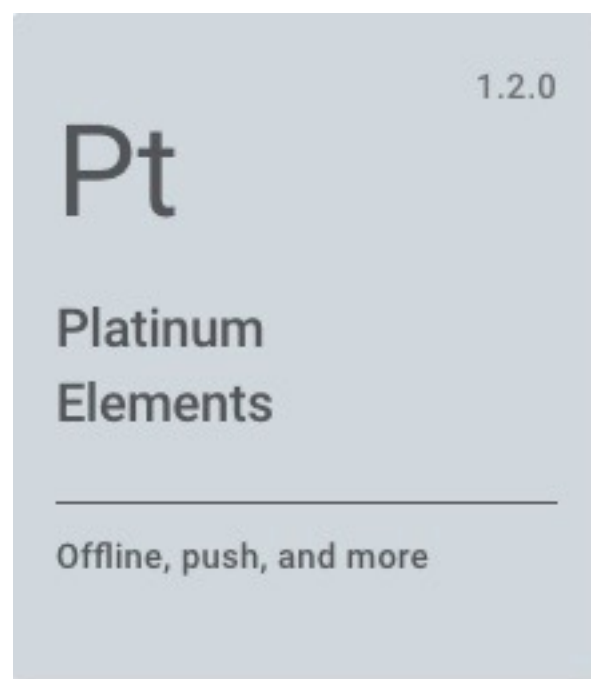 1.2.0
Pt
Platinum
Elements
Offline, push, and more